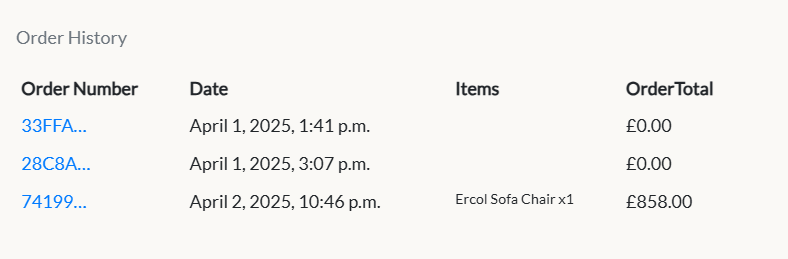 Order History
Order Number Date Items OrderTotal
33FFA... April 1, 2025, 1:41 p.m. £0.00
28C8A... April 1, 2025, 3:07 p.m. £0.00
74199... April 2, 2025, 10:46 p.m. Ercol Sofa Chair x1 £858.00